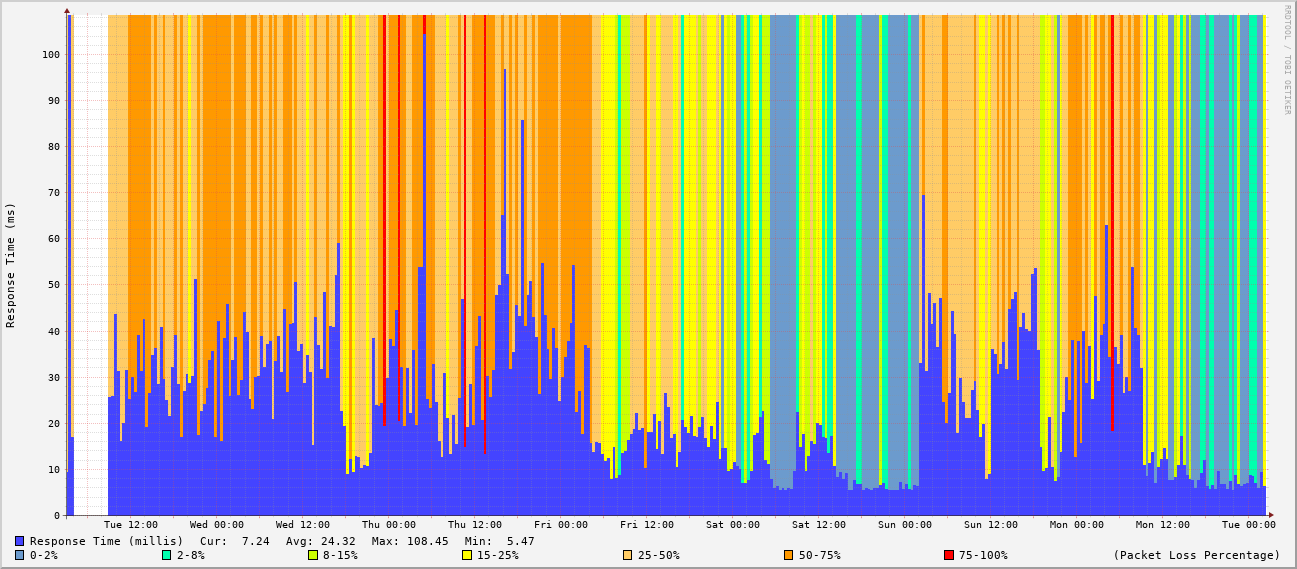 RRDTOOL / TOBI OETIKER
Response Time (ms)
100
90
80
70
60
50
40
30
20
10
0
Tue 12:00 Wed 00:00 Wed 12:00 Thu 00:00 Thu 12:00 Fri 00:00 Fri 12:00 Sat 00:00 Sat 12:00 Sun 00:00 Sun 12:00 Mon 00:00 Mon 12:00 Tue 00:00
Response Time (millis) Cur: 7.24 Avg: 24.32 Max: 108.45 Min: 5.47
0-2% 2-8% 8-15% 15-25% 25-50% 50-75% 75-100% (Packet Loss Percentage)